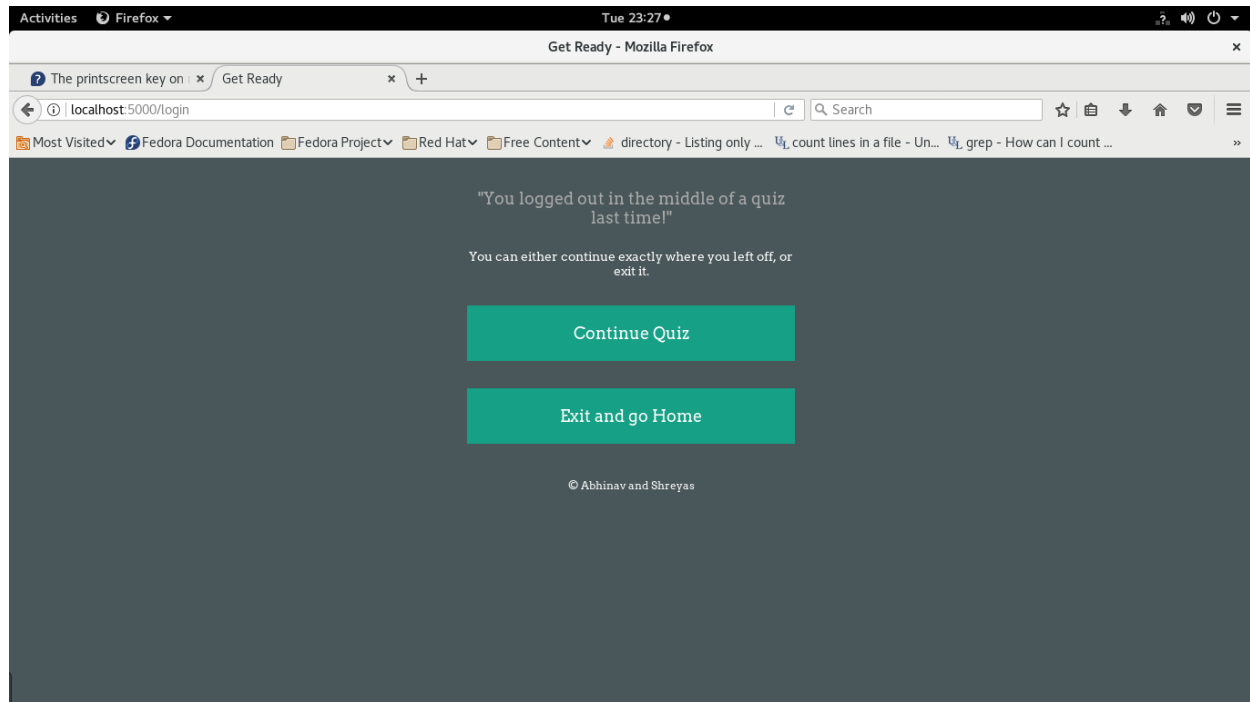 Activities Firefox Tue 23:27
Get Ready - Mozilla Firefox
The printscreen key on Get Ready
localhost:5000/login Search
Most Visited Fedora Documentation Fedora Project Red Hat Free Content directory - Listing only ... count lines in a file - Un... grep - How can I count ...
"You logged out in the middle of a quiz
last time!"
You can either continue exactly where you left off, or
exit it.
Continue Quiz
Exit and go Home
© Abhinav and Shreyas